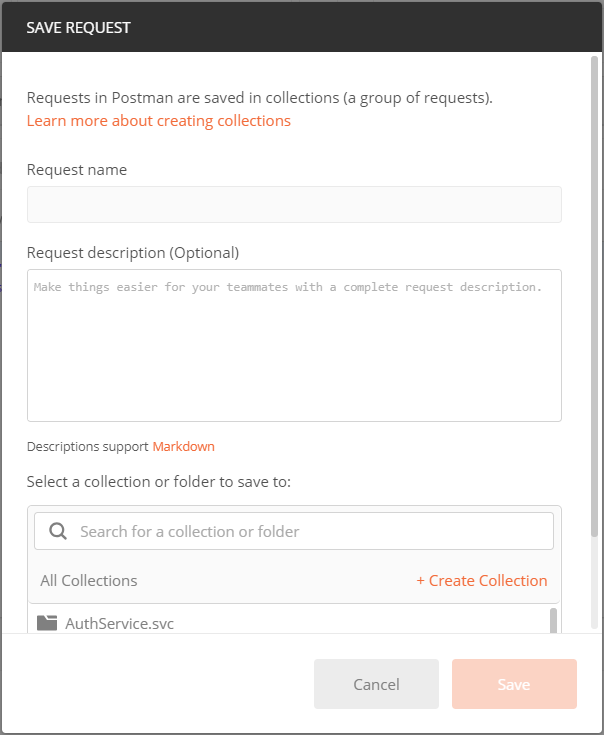 SAVE REQUEST
Requests in Postman are saved in collections (a group of requests).
Learn more about creating collections
Request name
Request description (Optional)
Make things easier for your teammates with a complete request description.
Descriptions support Markdown
Select a collection or folder to save to:
Search for a collection or folder
All Collections + Create Collection
AuthService.svc
Cancel Save